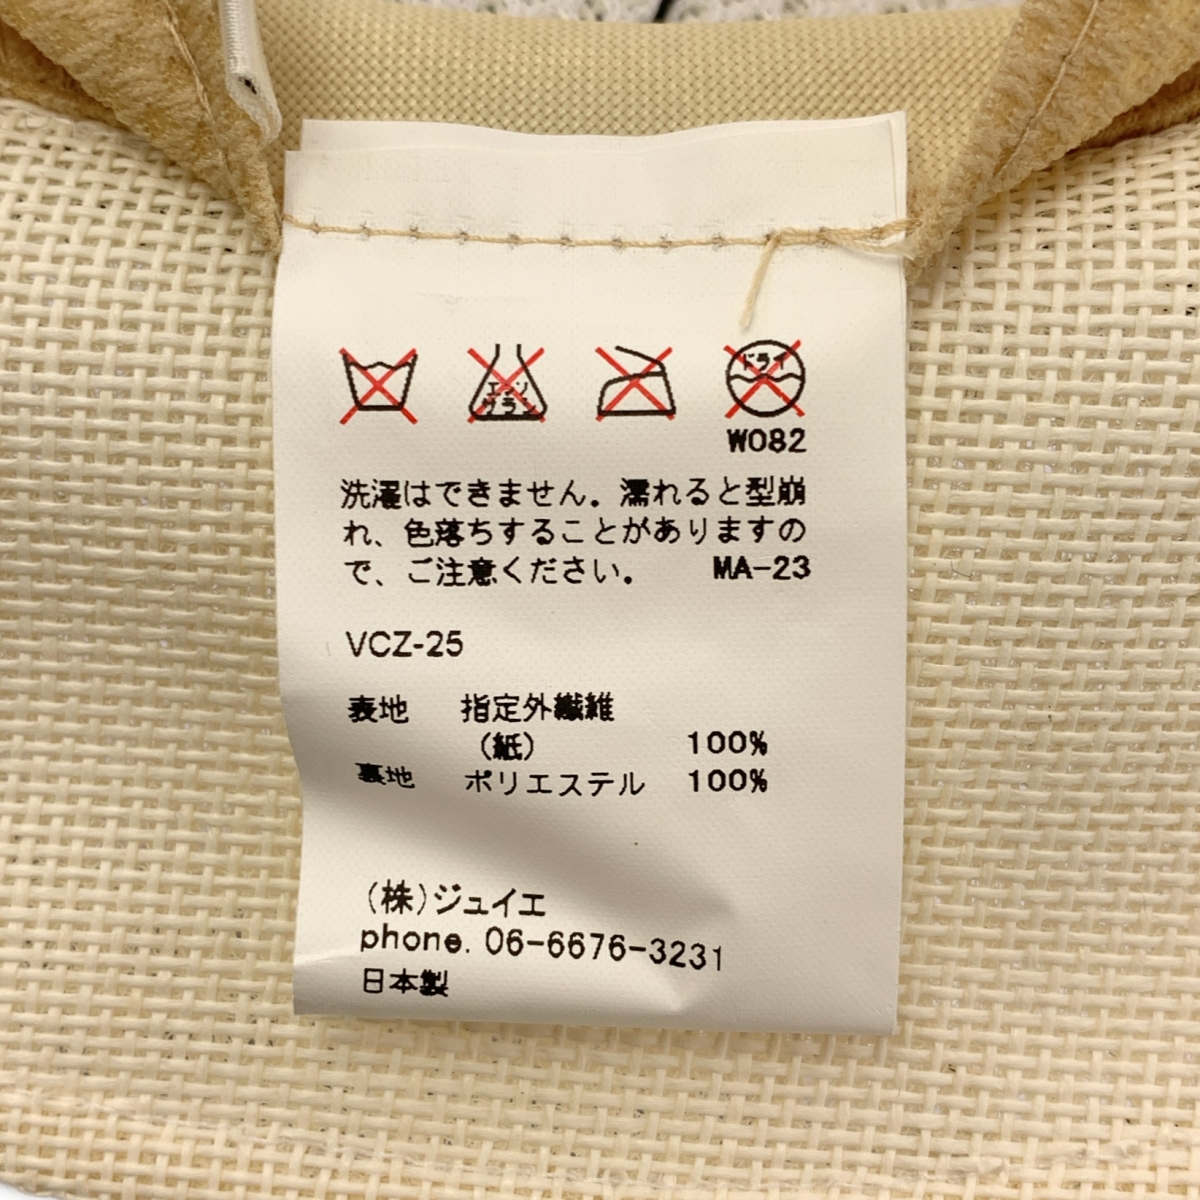 エンソ
サラシ
ドライ
W082
洗濯はできません。濡れると型崩
れ、色落ちすることがありますの
で、ご注意ください。 MA-23
VCZ-25
表地 指定外繊維
(紙) 100%
裏地 ポリエステル 100%
(株)ジュイエ
phone. 06-6676-3231
日本製